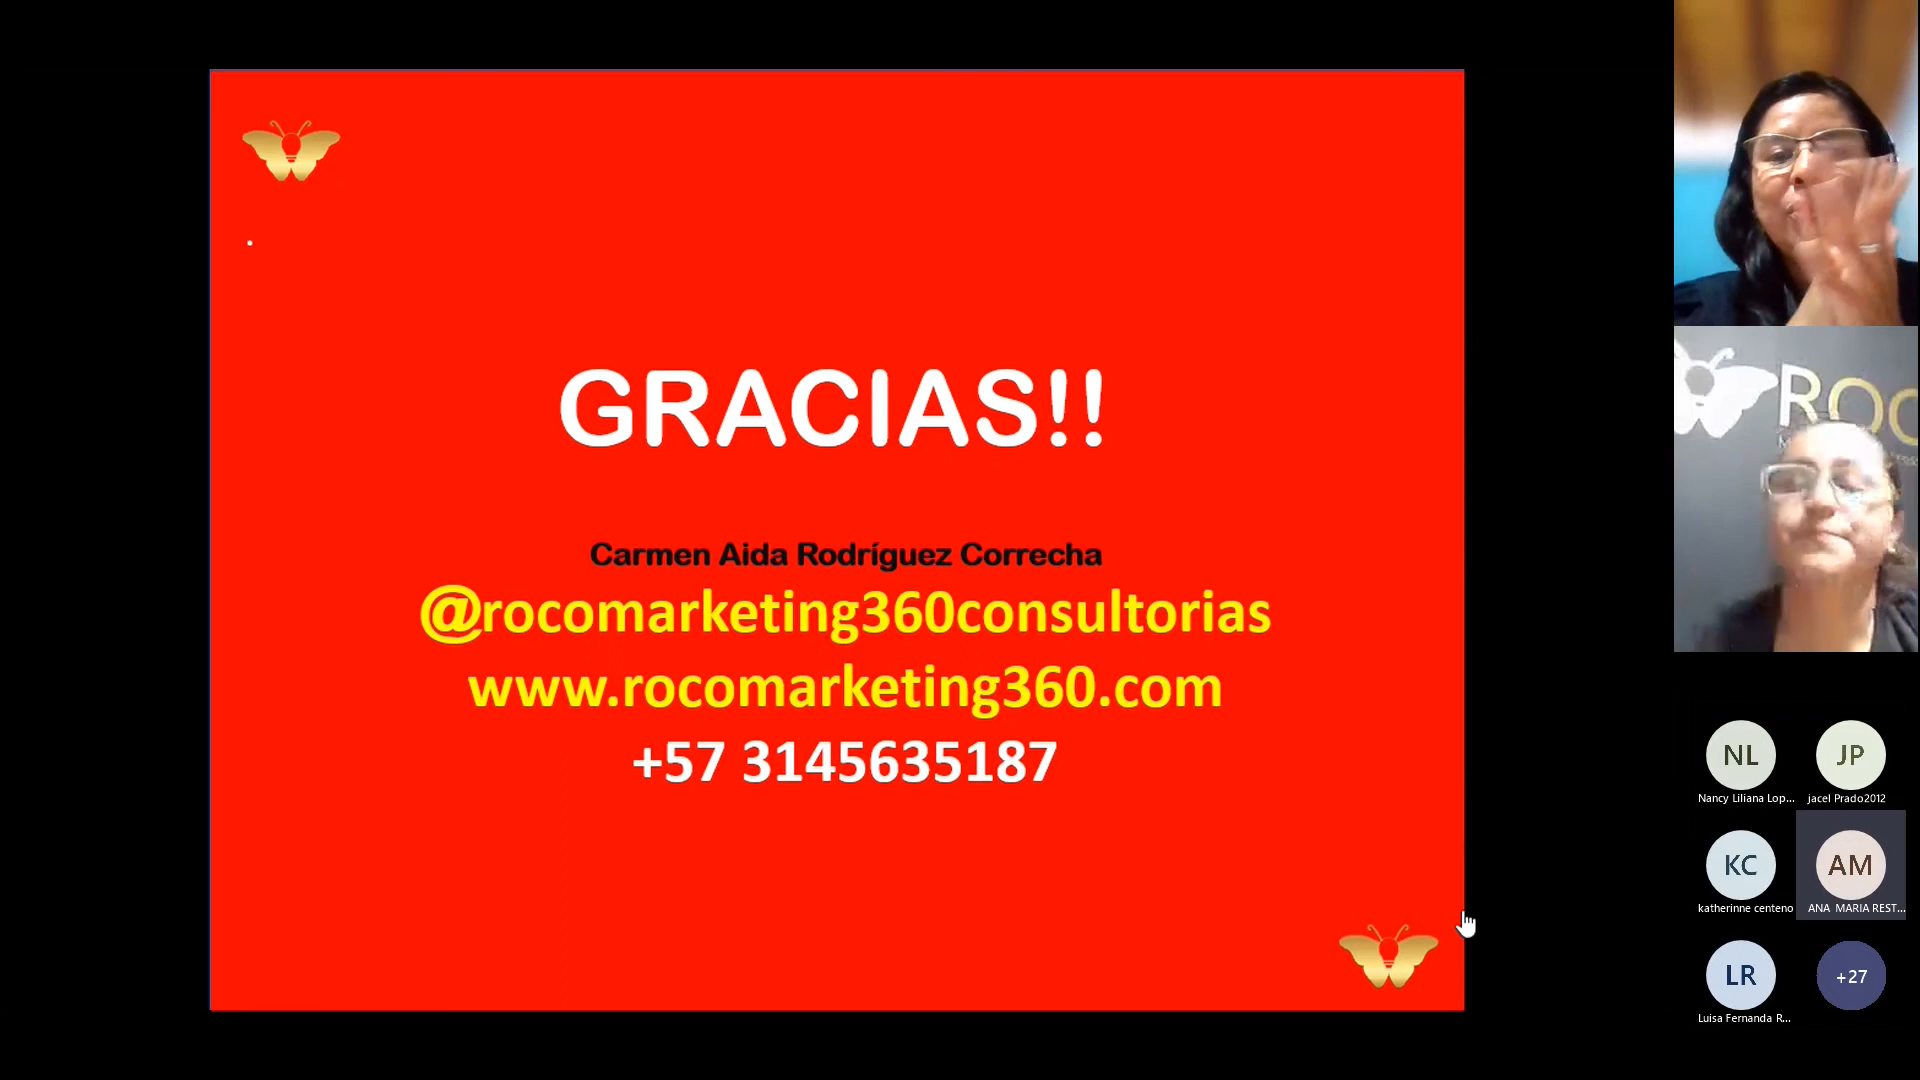 GRACIAS!!
Carmen Aida Rodríguez Correcha
@rocomarketing360consultorias
www.rocomarketing360.com
+57 3145635187
ROC
NL
Nancy Liliana Lop...
JP
jacel Prado2012
KC
katherinne centeno
AM
ANA MARIA REST...
LR
Luisa Fernanda R...
+27